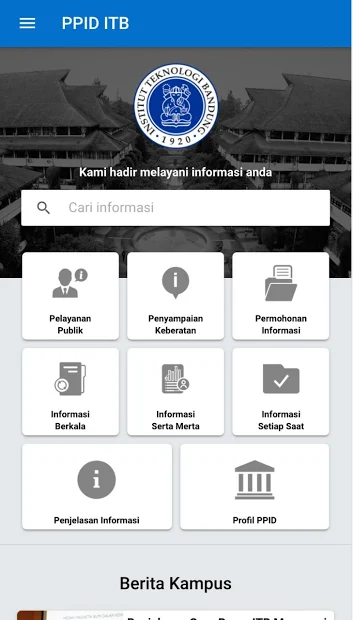 PPID ITB
INSTITUT TEKNOLOGI BANDUNG
1920
Kami hadir melayani informasi anda
Cari informasi
Pelayanan
Publik
Penyampaian
Keberatan
Permohonan
Informasi
Informasi
Berkala
Informasi
Serta Merta
Informasi
Setiap Saat
Penjelasan Informasi
Profil PPID
Berita Kampus